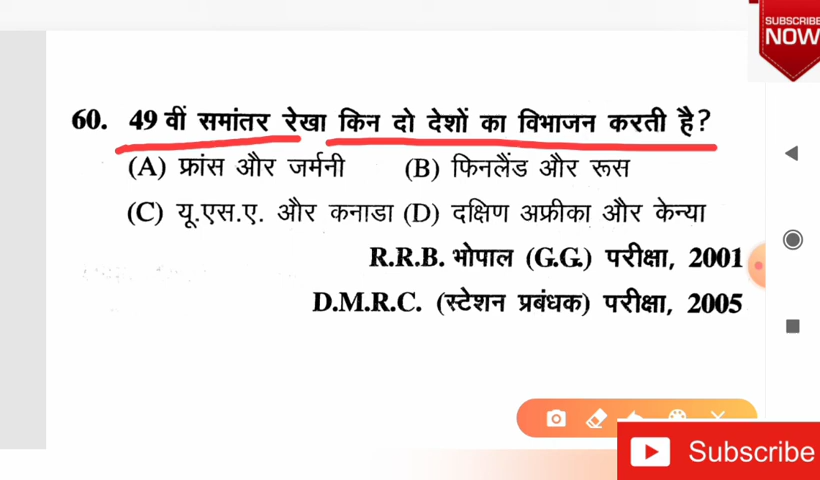 SUBSCRIBE
NOW
60. 49 वीं समांतर रेखा किन दो देशों का विभाजन करती है?
(A) फ्रांस और जर्मनी (B) फिनलैंड और रूस
(C) यू.एस.ए. और कनाडा (D) दक्षिण अफ्रीका और केन्या
R.R.B. भोपाल (G.G.) परीक्षा, 2001
D.M.R.C. (स्टेशन प्रबंधक) परीक्षा, 2005
Subscribe